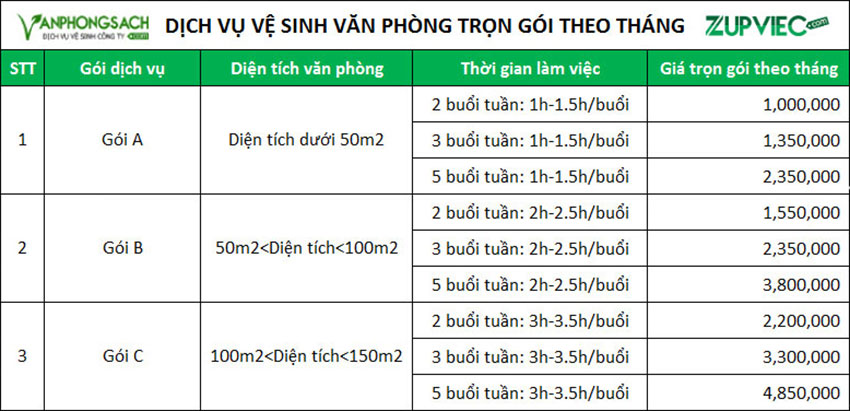 VANPHONGSACH
DỊCH VỤ VỆ SINH CÔNG TY .com
DỊCH VỤ VỆ SINH VĂN PHÒNG TRỌN GÓI THEO THÁNG
ZUPVIEC.com
STT Gói dịch vụ Diện tích văn phòng Thời gian làm việc Giá trọn gói theo tháng
1 Gói A Diện tích dưới 50m2
2 buổi tuần: 1h-1.5h/buổi 1,000,000
3 buổi tuần: 1h-1.5h/buổi 1,350,000
5 buổi tuần: 1h-1.5h/buổi 2,350,000
2 Gói B 50m2<Diện tích<100m2
2 buổi tuần: 2h-2.5h/buổi 1,550,000
3 buổi tuần: 2h-2.5h/buổi 2,350,000
5 buổi tuần: 2h-2.5h/buổi 3,800,000
3 Gói C 100m2<Diện tích<150m2
2 buổi tuần: 3h-3.5h/buổi 2,200,000
3 buổi tuần: 3h-3.5h/buổi 3,300,000
5 buổi tuần: 3h-3.5h/buổi 4,850,000